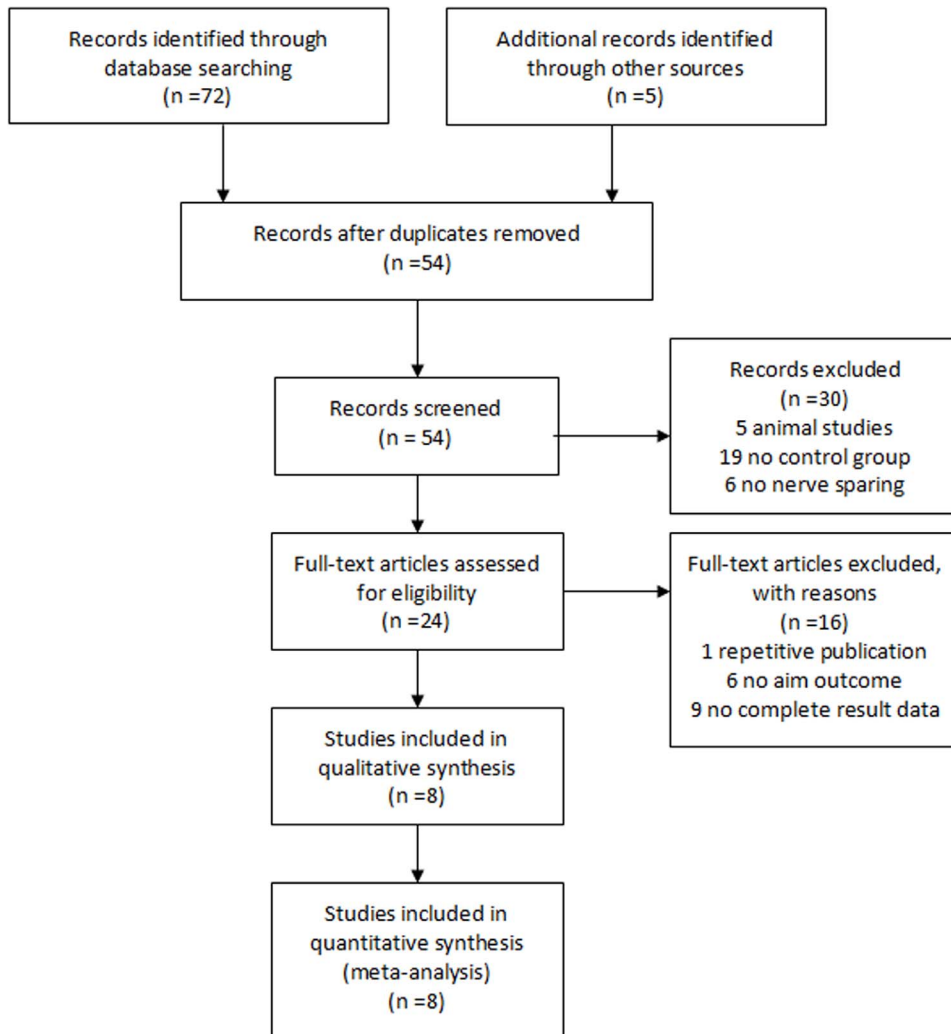 Records identified through
database searching
(n =72)
Additional records identified
through other sources
(n =5)
Records after duplicates removed
(n =54)
Records screened
(n = 54)
Records excluded
(n =30)
5 animal studies
19 no control group
6 no nerve sparing
Full-text articles assessed
for eligibility
(n =24)
Full-text articles excluded,
with reasons
(n =16)
1 repetitive publication
6 no aim outcome
9 no complete result data
Studies included in
qualitative synthesis
(n =8)
Studies included in
quantitative synthesis
(meta-analysis)
(n =8)